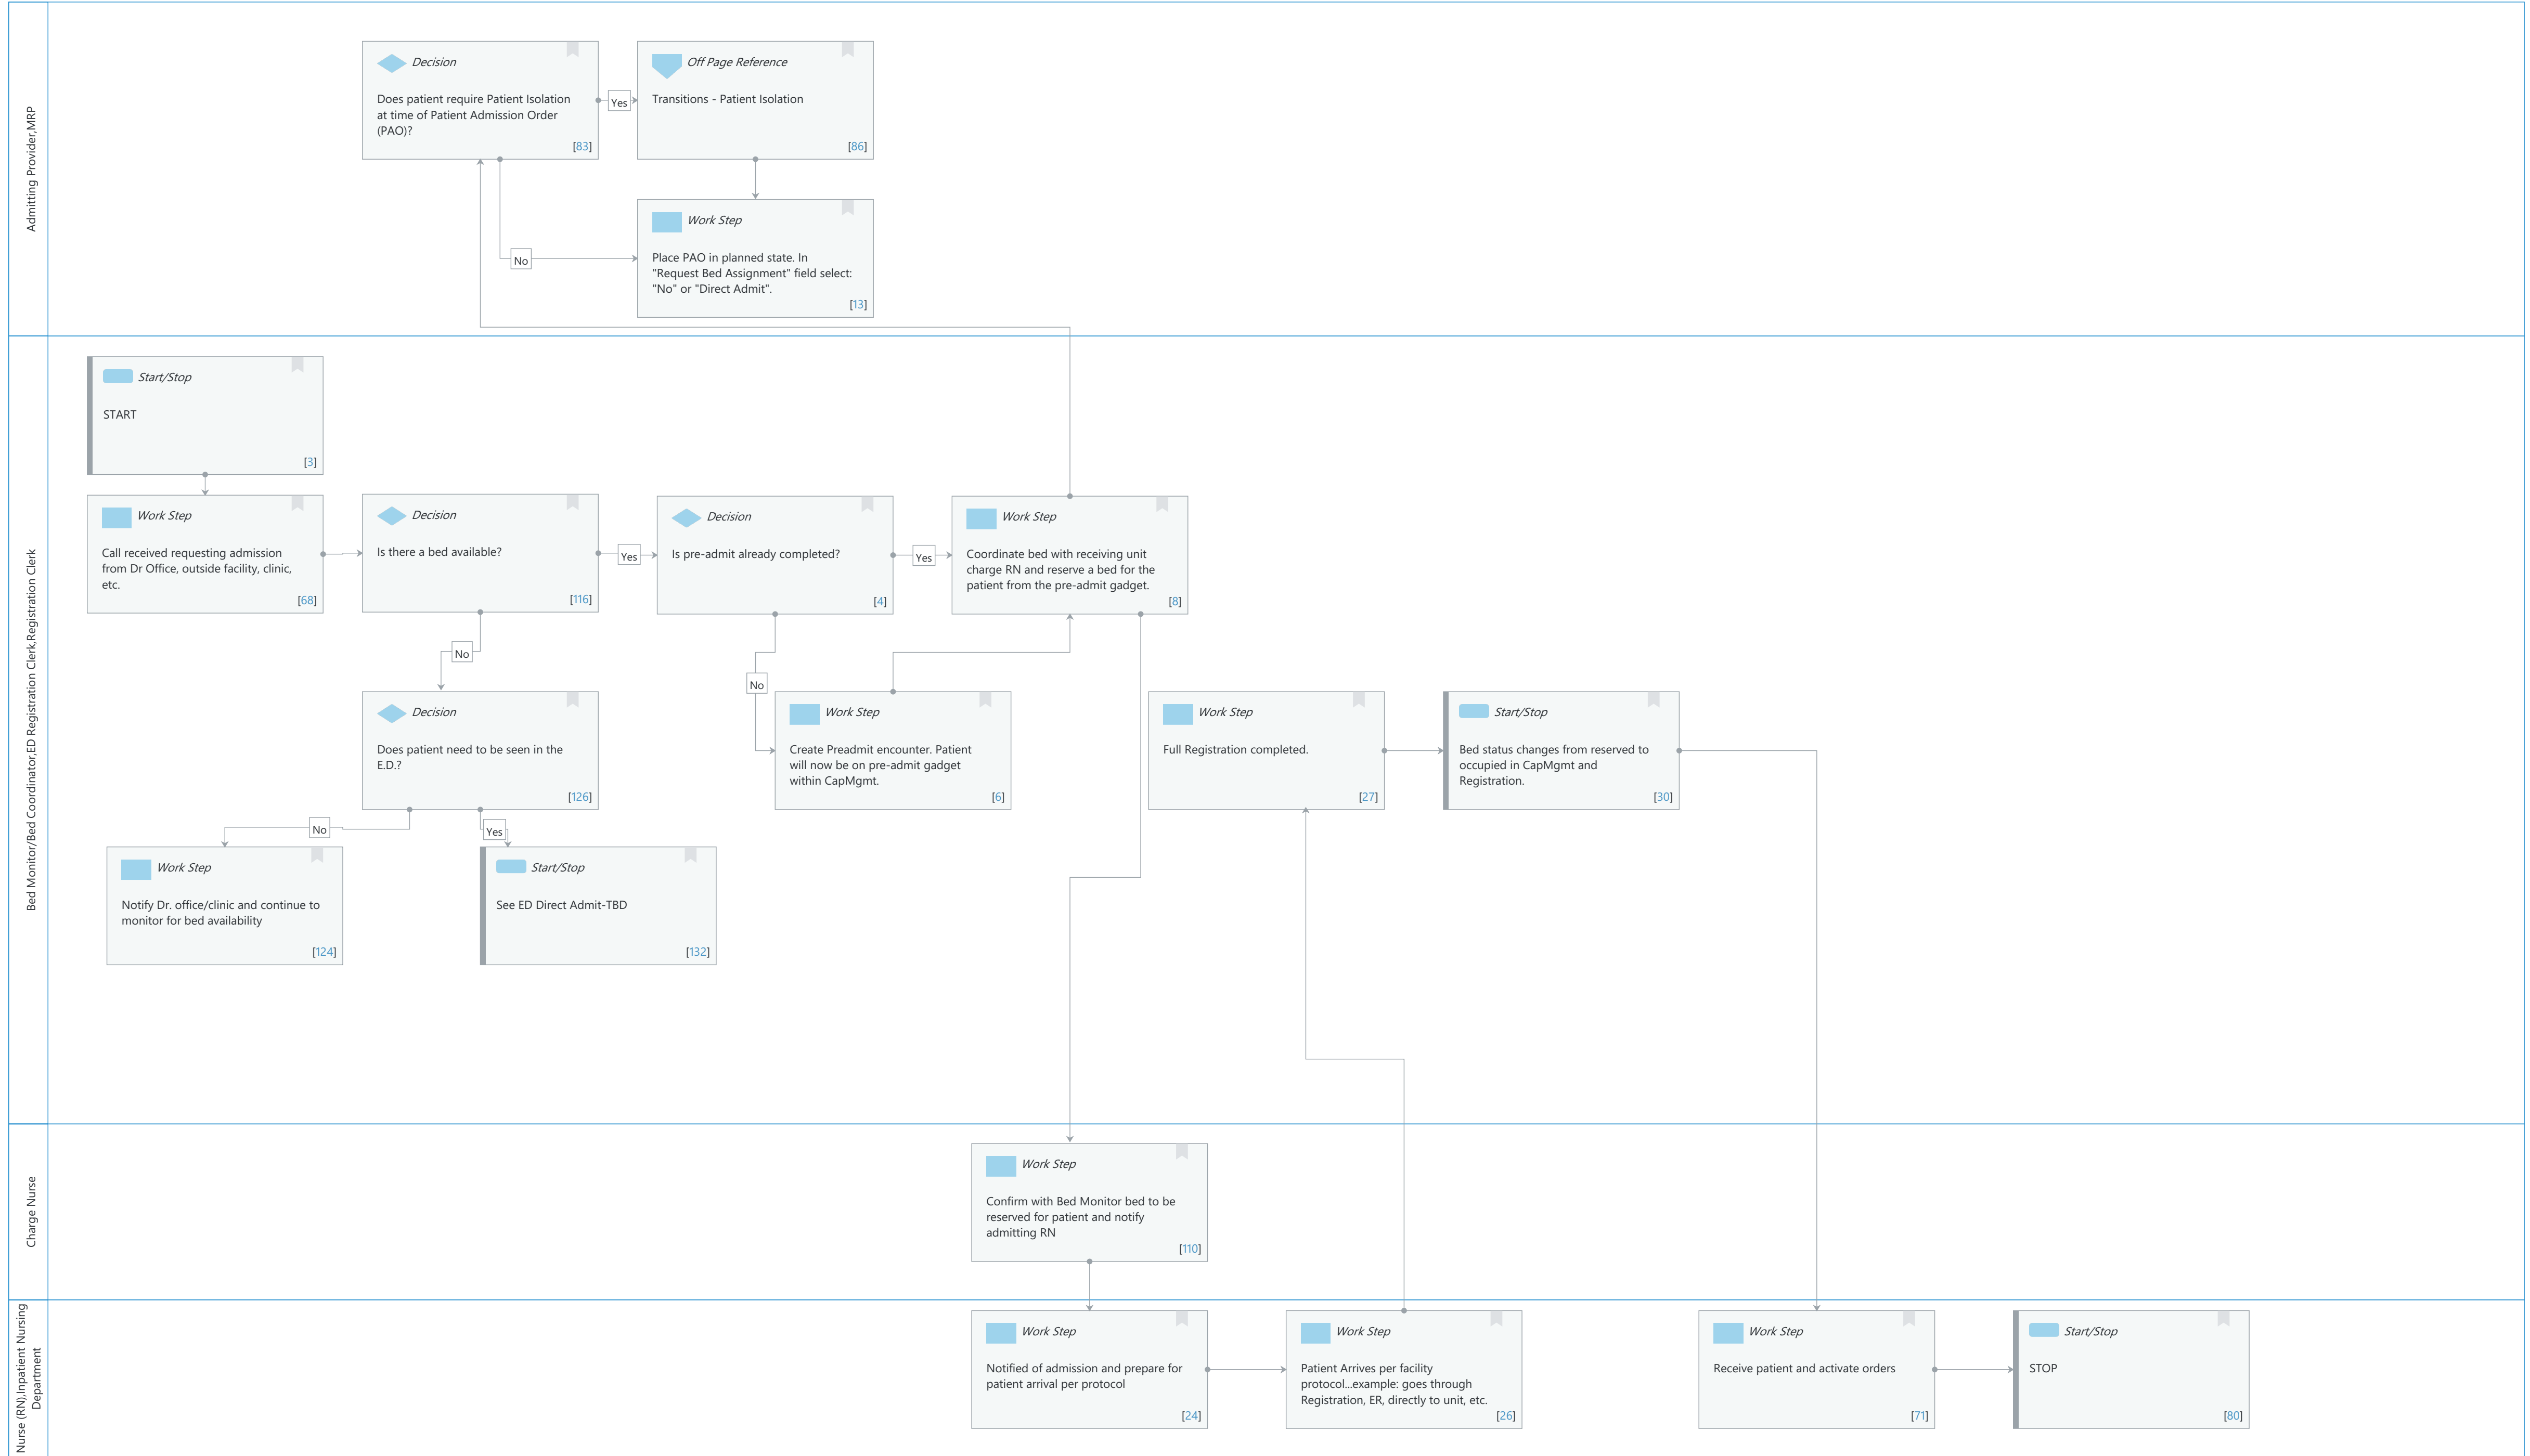 Admitting Provider,MRP
Decision
Does patient require Patient Isolation
at time of Patient Admission Order
(PAO)?
[83]
Yes
Off Page Reference
Transitions - Patient Isolation
[86]
No
Work Step
Place PAO in planned state. In
"Request Bed Assignment" field select:
"No" or "Direct Admit".
[13]
Bed Monitor/Bed Coordinator,ED Registration Clerk,Registration Clerk
Start/Stop
START
[3]
Work Step
Call received requesting admission
from Dr Office, outside facility, clinic,
etc.
[68]
Decision
Is there a bed available?
[116]
Yes
Decision
Is pre-admit already completed?
[4]
Yes
Work Step
Coordinate bed with receiving unit
charge RN and reserve a bed for the
patient from the pre-admit gadget.
[8]
No
No
Decision
Does patient need to be seen in the
E.D.?
[126]
Work Step
Create Preadmit encounter. Patient
will now be on pre-admit gadget
within CapMgmt.
[6]
Work Step
Full Registration completed.
[27]
Start/Stop
Bed status changes from reserved to
occupied in CapMgmt and
Registration.
[30]
No
Yes
Work Step
Notify Dr. office/clinic and continue to
monitor for bed availability
[124]
Start/Stop
See ED Direct Admit-TBD
[132]
Charge Nurse
Work Step
Confirm with Bed Monitor bed to be
reserved for patient and notify
admitting RN
[110]
Nurse (RN),Inpatient Nursing
Department
Work Step
Notified of admission and prepare for
patient arrival per protocol
[24]
Work Step
Patient Arrives per facility
protocol...example: goes through
Registration, ER, directly to unit, etc.
[26]
Work Step
Receive patient and activate orders
[71]
Start/Stop
STOP
[80]